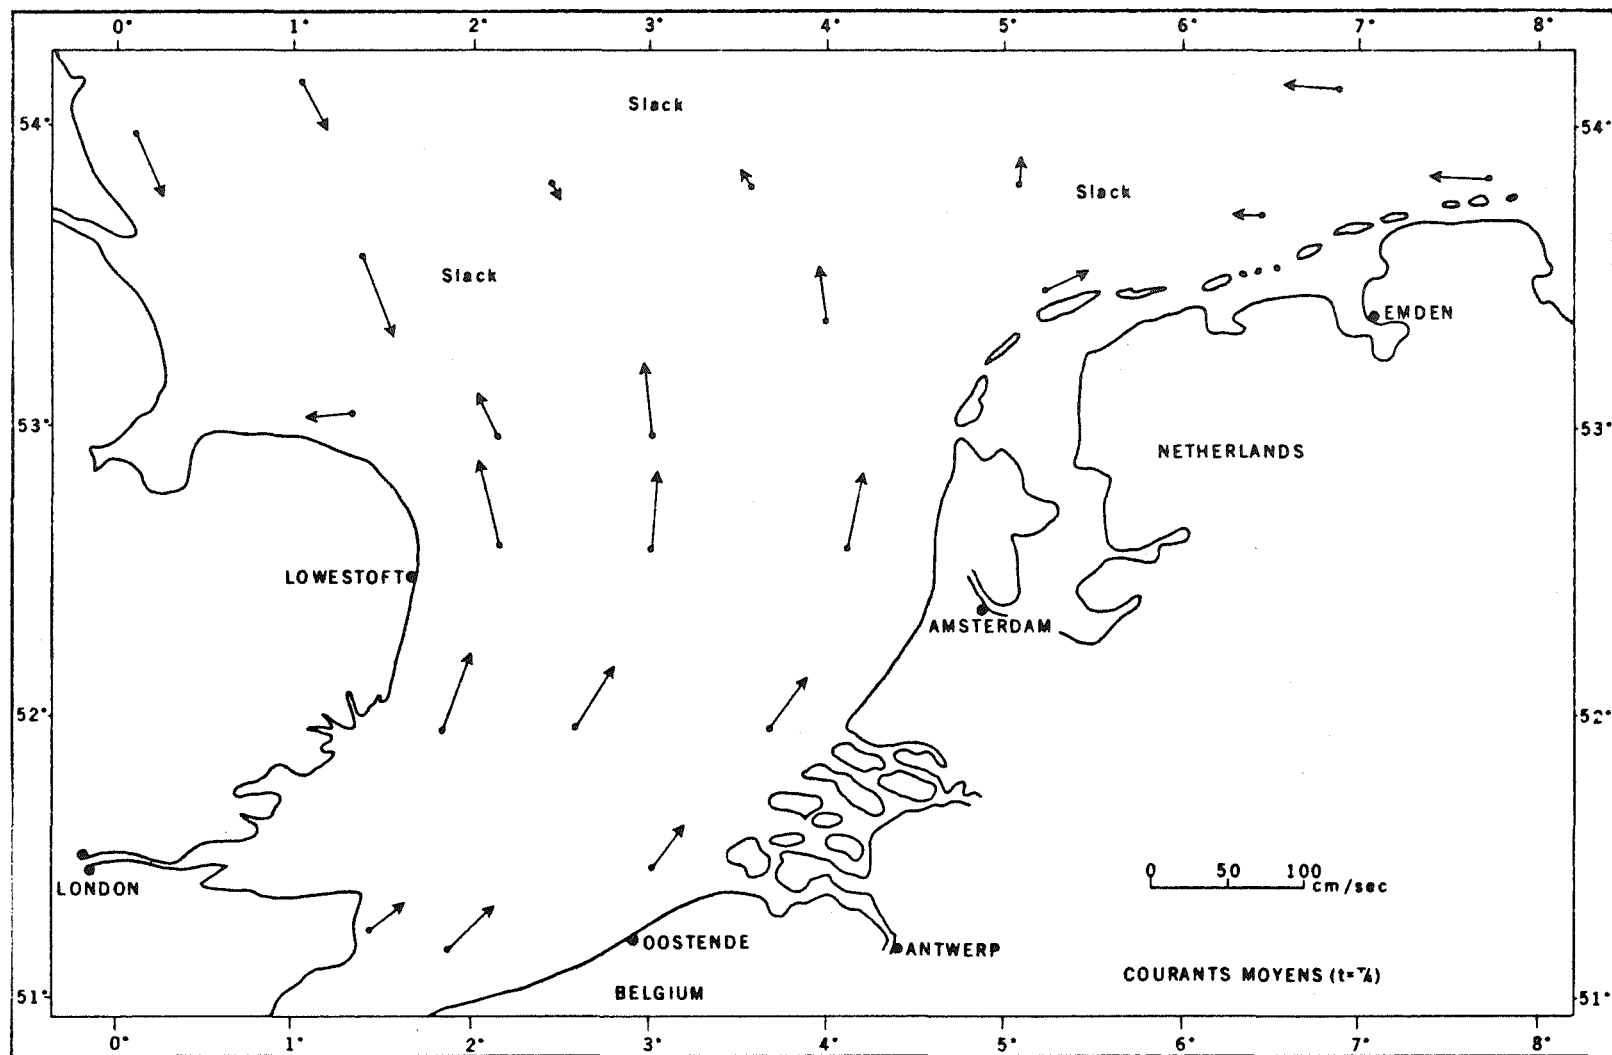 0° 1° 2° 3° 4° 5° 6° 7° 8°
Slack
54° 54°
Slack
Slack
EMDEN
53° 53°
NETHERLANDS
LOWESTOFT
AMSTERDAM
52° 52°
0 50 100
cm/sec
LONDON
OOSTENDE
ANTWERP
COURANTS MOYENS (t=T/4)
BELGIUM
51° 51°
0° 1° 2° 3° 4° 5° 6° 7° 8°